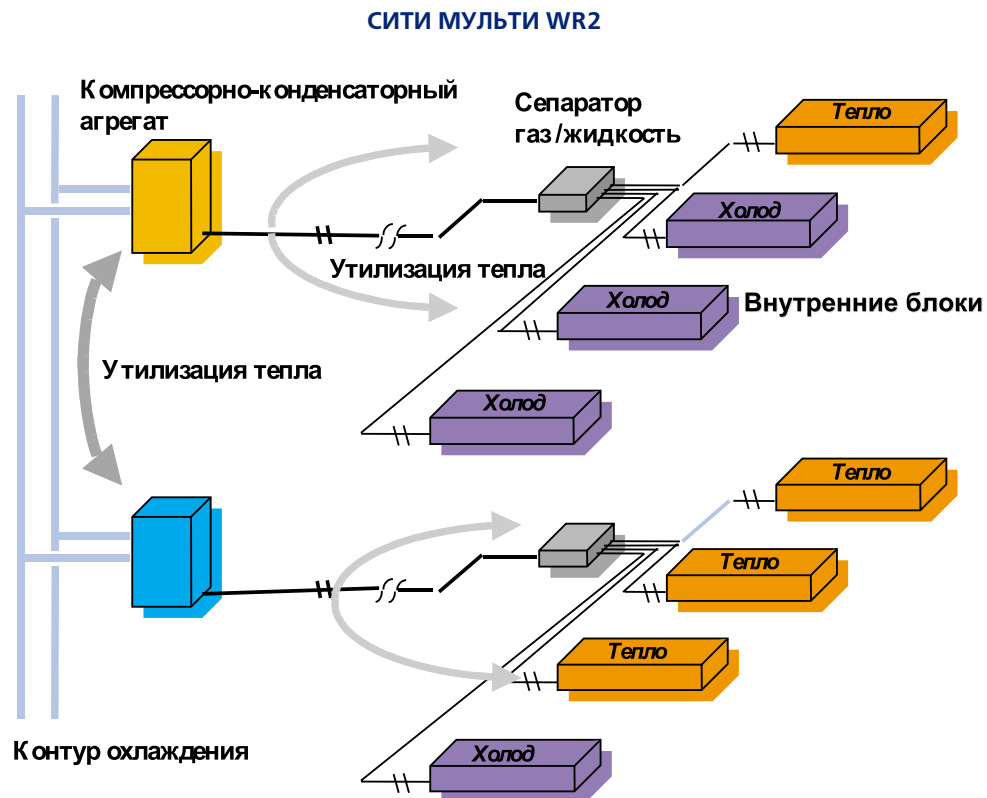 СИТИ МУЛЬТИ WR2
Компрессорно-конденсаторный
агрегат
Сепаратор
газ/жидкость
Тепло
Холод
Утилизация тепла
Холод
Внутренние блоки
Утилизация тепла
Холод
Тепло
Тепло
Тепло
Контур охлаждения
Холод